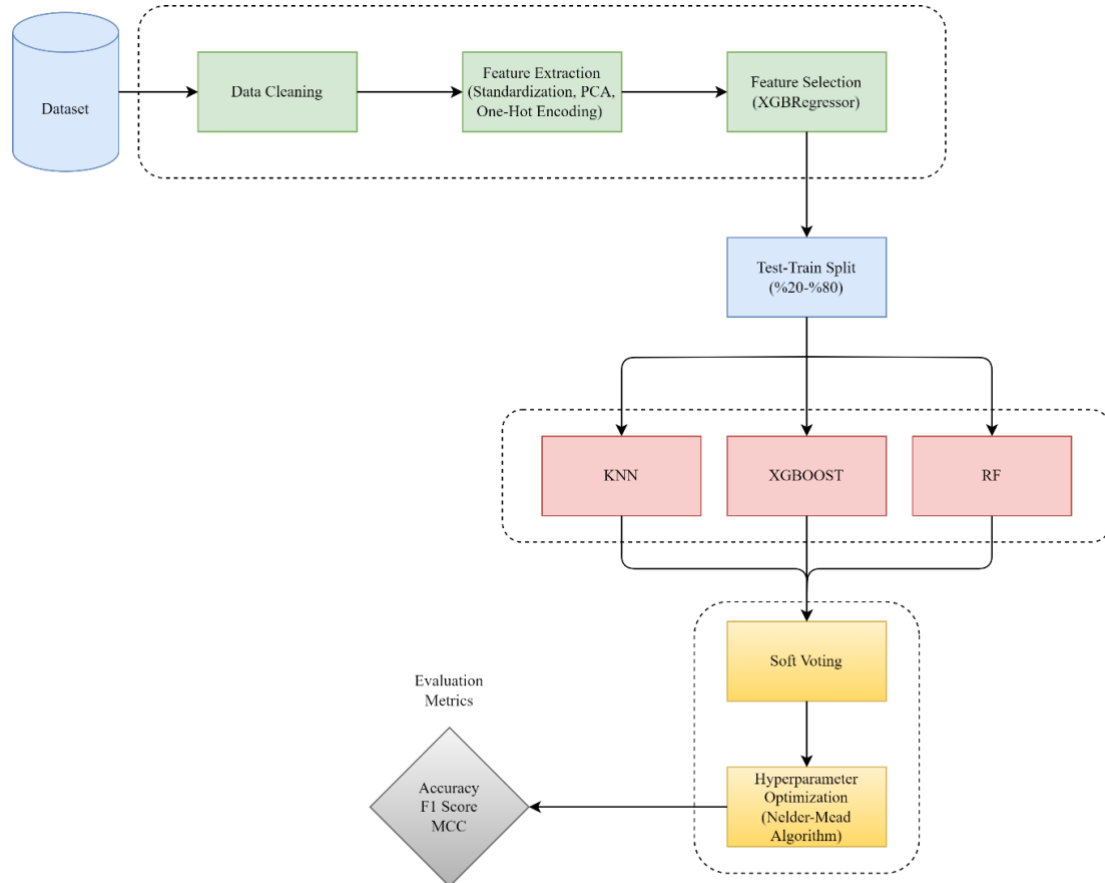 Dataset
Data Cleaning
Feature Extraction
(Standardization, PCA,
One-Hot Encoding)
Feature Selection
(XGBRegressor)
Test-Train Split
(%20-%80)
KNN
XGBOOST
RF
Soft Voting
Hyperparameter
Optimization
(Nelder-Mead
Algorithm)
Evaluation
Metrics
Accuracy
F1 Score
MCC